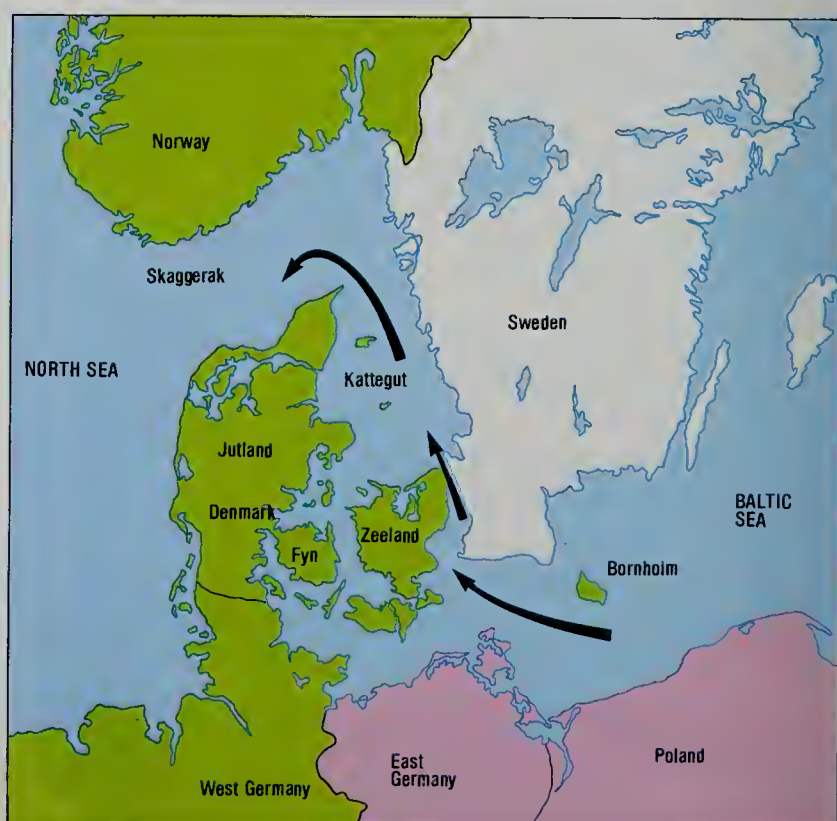 Norway
Skaggerak
Sweden
NORTH SEA
Kattegut
Jutland
BALTIC
SEA
Denmark
Zeeland
Fyn
Bornholm
East
Germany
Poland
West Germany